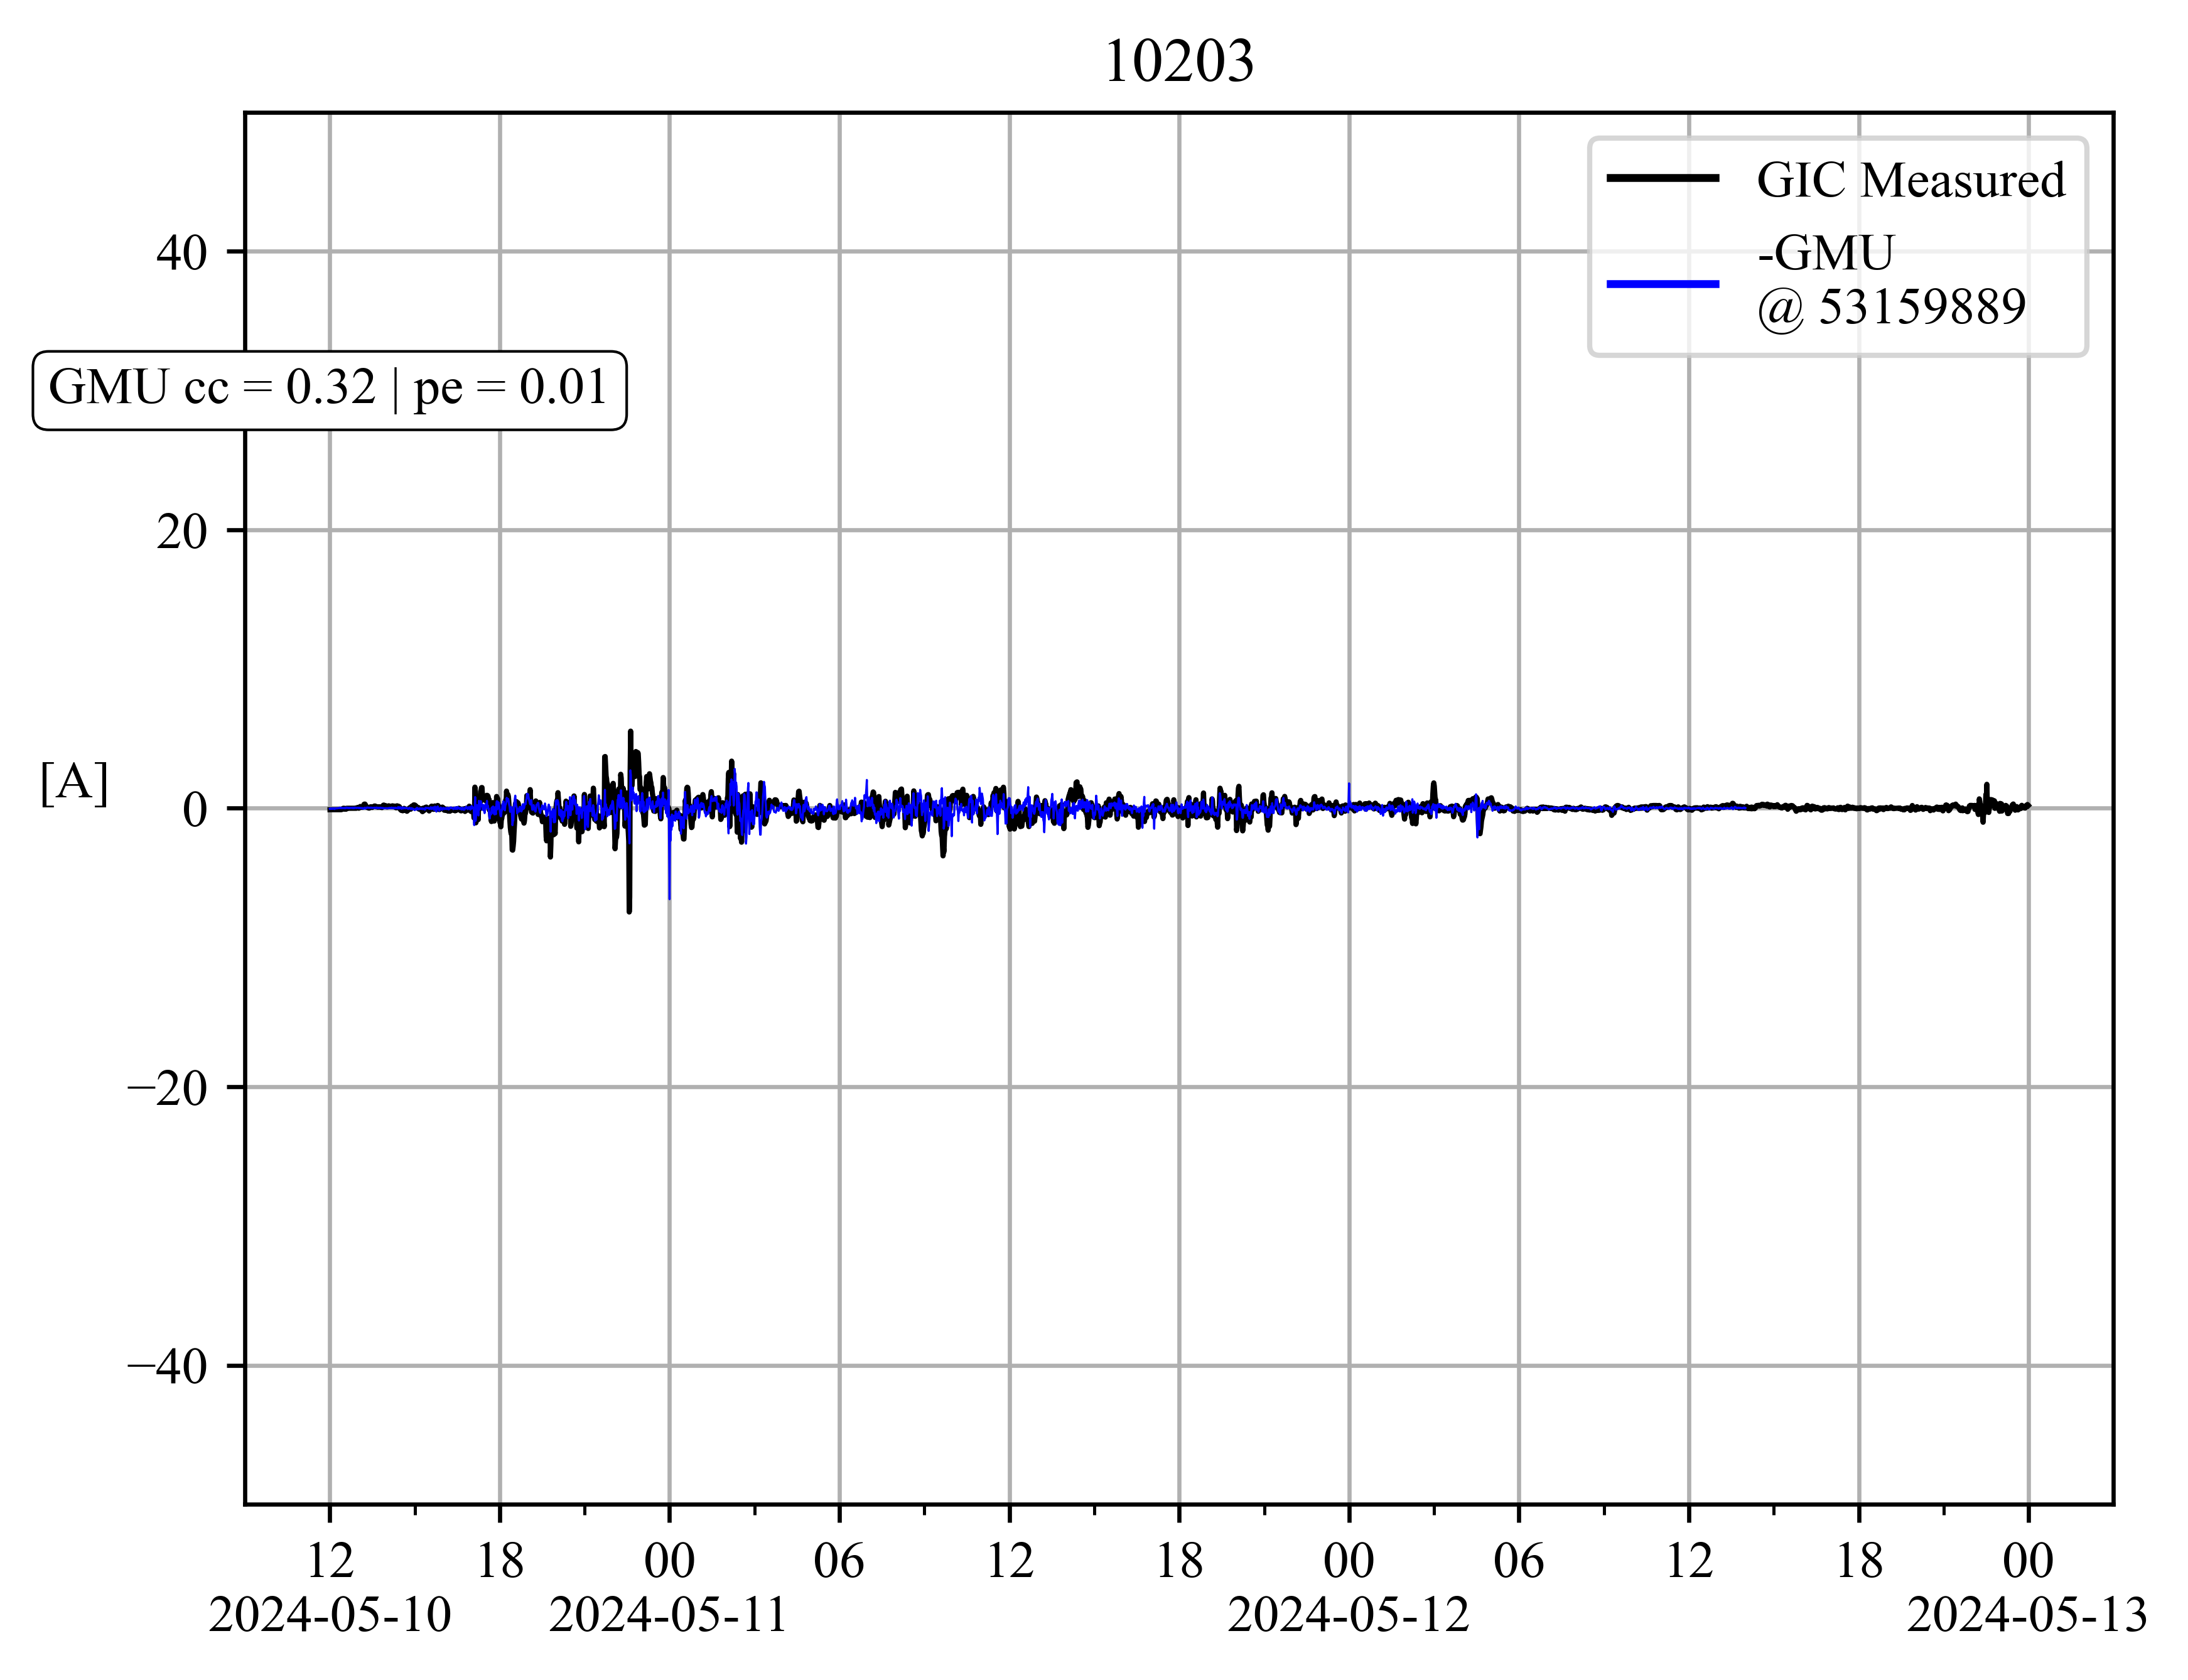 10203
GIC Measured
-GMU
@ 53159889
GMU cc = 0.32 | pe = 0.01
[A]
40
20
0
−20
−40
12 18 00 06 12 18 00 06 12 18 00
2024-05-10 2024-05-11 2024-05-12 2024-05-13